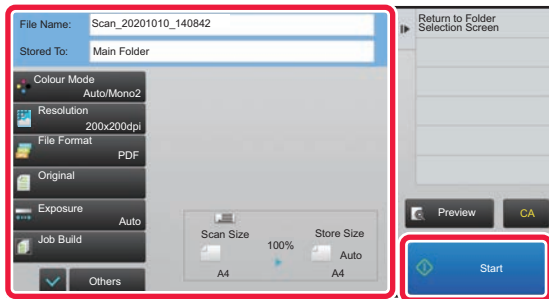 File Name: Scan_20201010_140842
Stored To: Main Folder
Colour Mode
Auto/Mono2
Resolution
200x200dpi
File Format
PDF
Original
Exposure
Auto
Job Build
Others
Scan Size
100%
Store Size
Auto
A4
A4
Return to Folder
Selection Screen
Preview
CA
Start